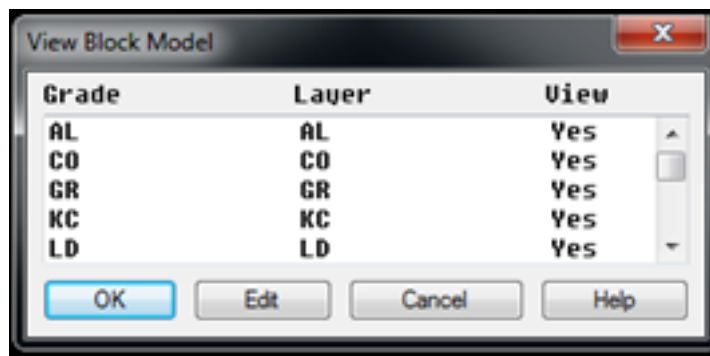 View Block Model
Grade Layer View
AL AL Yes
CO CO Yes
GR GR Yes
KC KC Yes
LD LD Yes
OK Edit Cancel Help